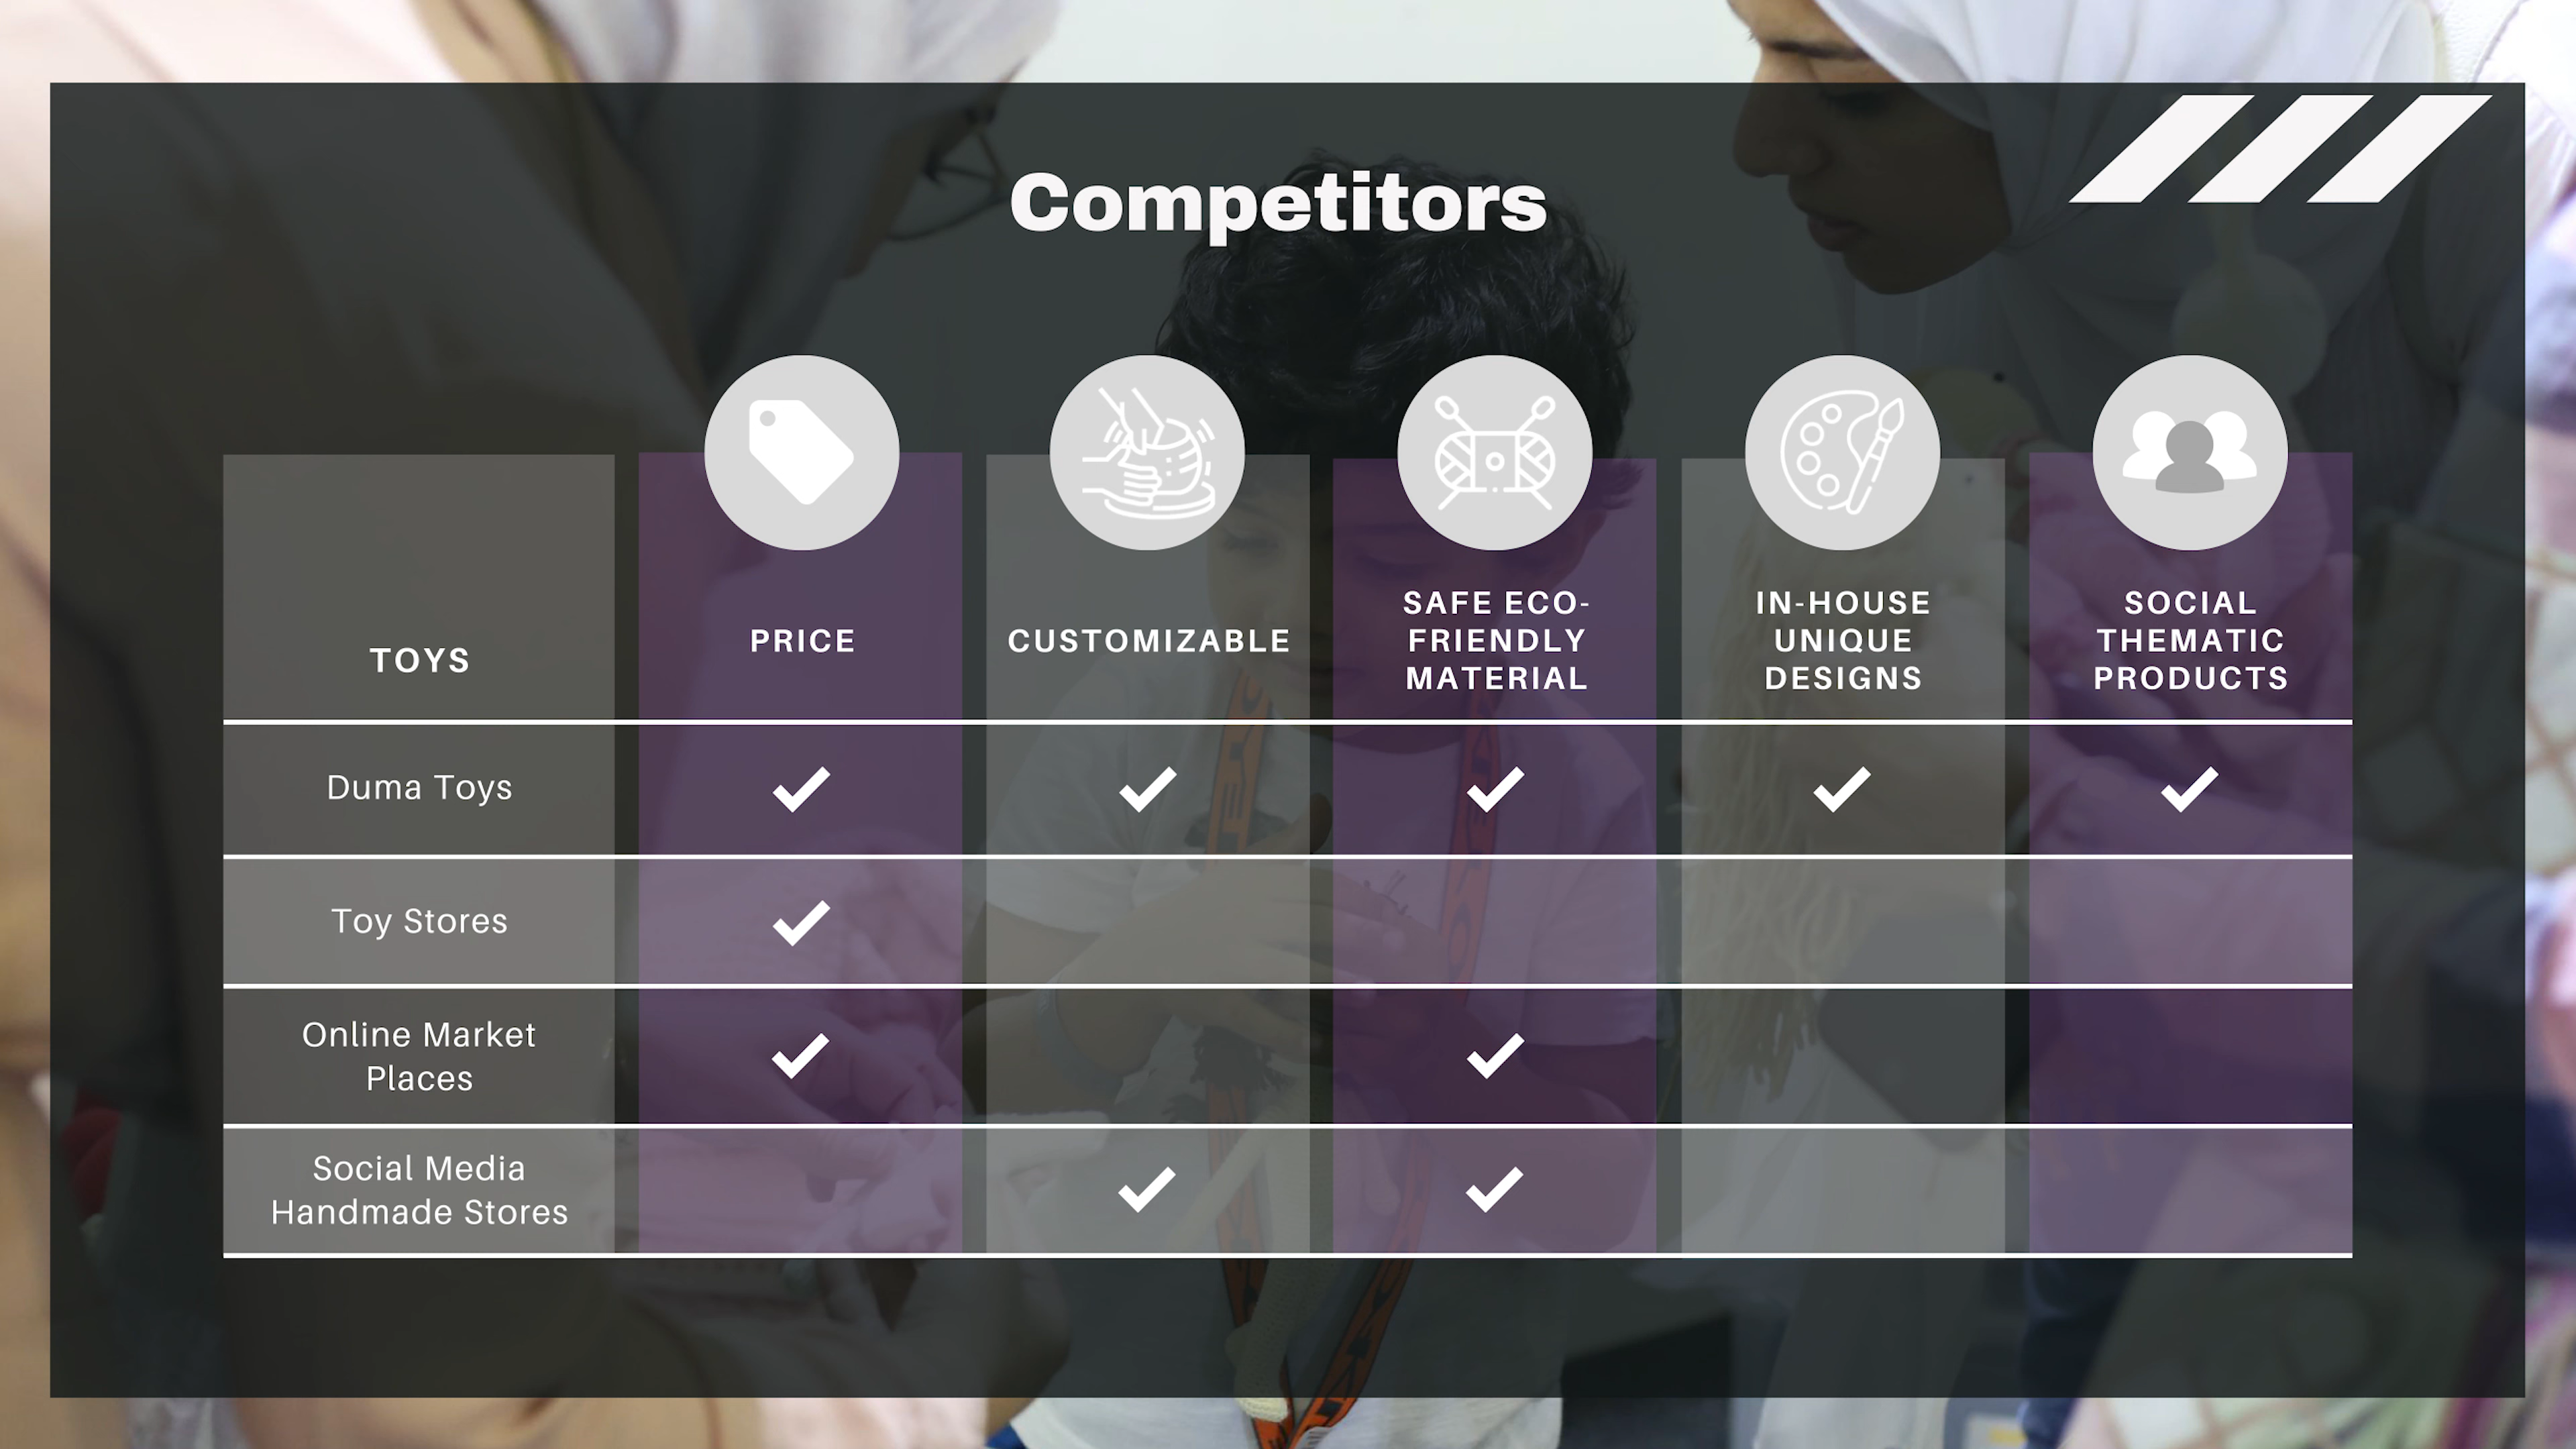 Competitors
TOYS
PRICE
CUSTOMIZABLE
SAFE ECO-
FRIENDLY
MATERIAL
IN-HOUSE
UNIQUE
DESIGNS
SOCIAL
THEMATIC
PRODUCTS
Duma Toys
Toy Stores
Online Market
Places
Social Media
Handmade Stores